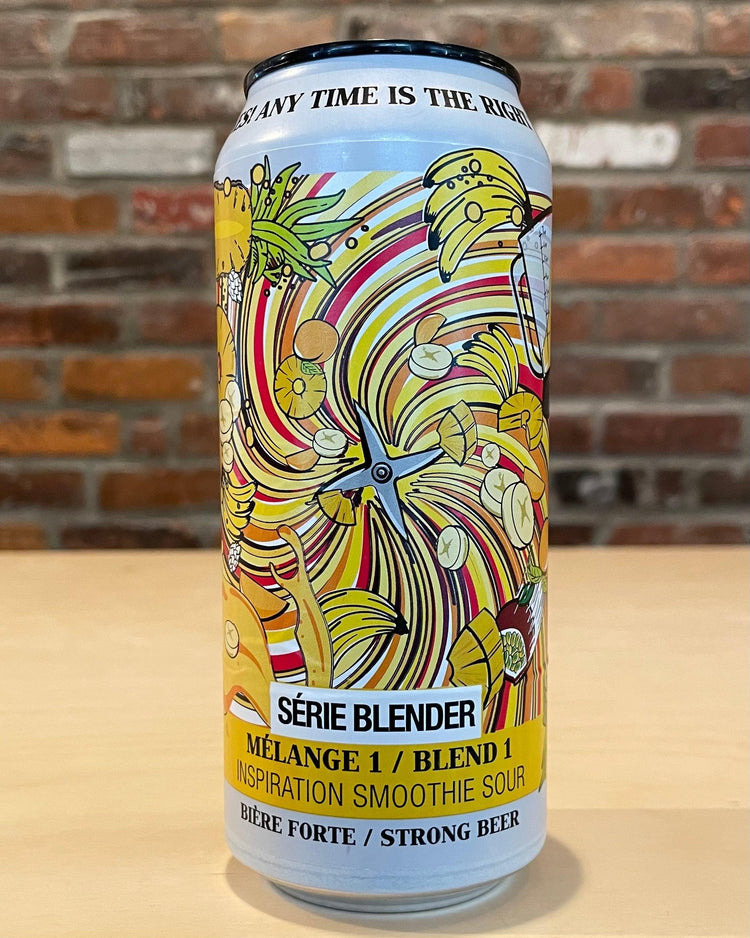 ANY TIME IS THE RIGHT
SÉRIE BLENDER
MÉLANGE 1 / BLEND 1
INSPIRATION SMOOTHIE SOUR
BIÈRE FORTE / STRONG BEER